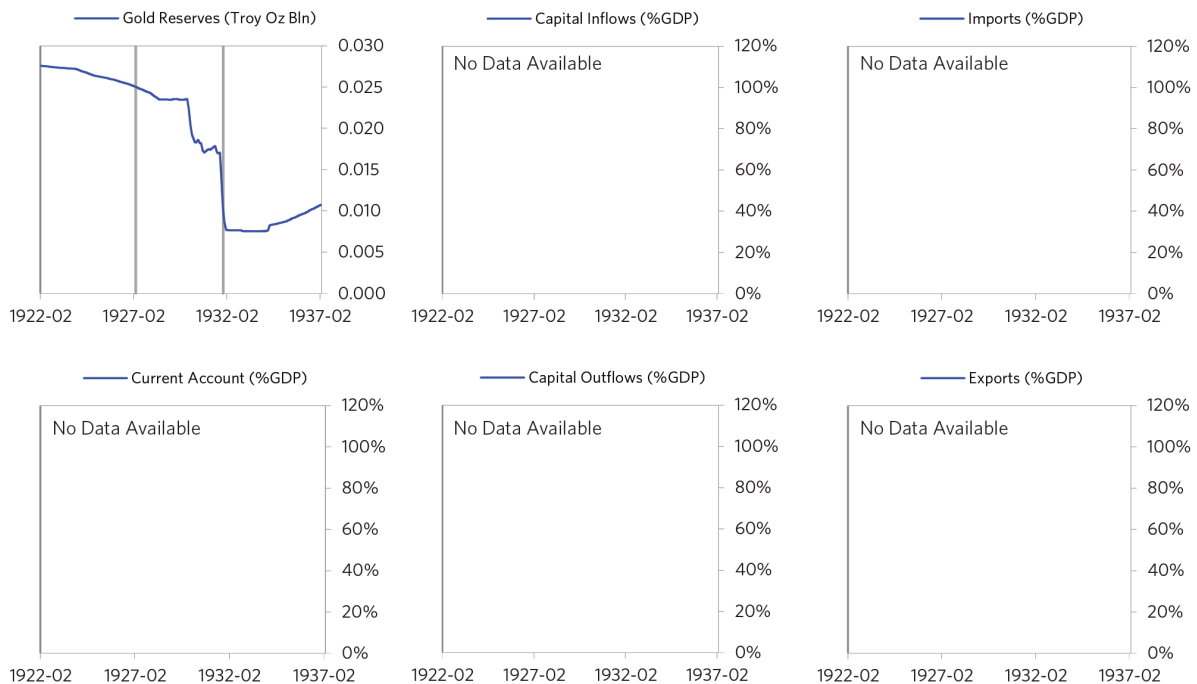 Gold Reserves (Troy Oz Bln)
0.030
0.025
0.020
0.015
0.010
0.005
0.000
1922-02 1927-02 1932-02 1937-02
Capital Inflows (%GDP)
No Data Available
120%
100%
80%
60%
40%
20%
0%
1922-02 1927-02 1932-02 1937-02
Imports (%GDP)
No Data Available
120%
100%
80%
60%
40%
20%
0%
1922-02 1927-02 1932-02 1937-02
Current Account (%GDP)
No Data Available
120%
100%
80%
60%
40%
20%
0%
1922-02 1927-02 1932-02 1937-02
Capital Outflows (%GDP)
No Data Available
120%
100%
80%
60%
40%
20%
0%
1922-02 1927-02 1932-02 1937-02
Exports (%GDP)
No Data Available
120%
100%
80%
60%
40%
20%
0%
1922-02 1927-02 1932-02 1937-02